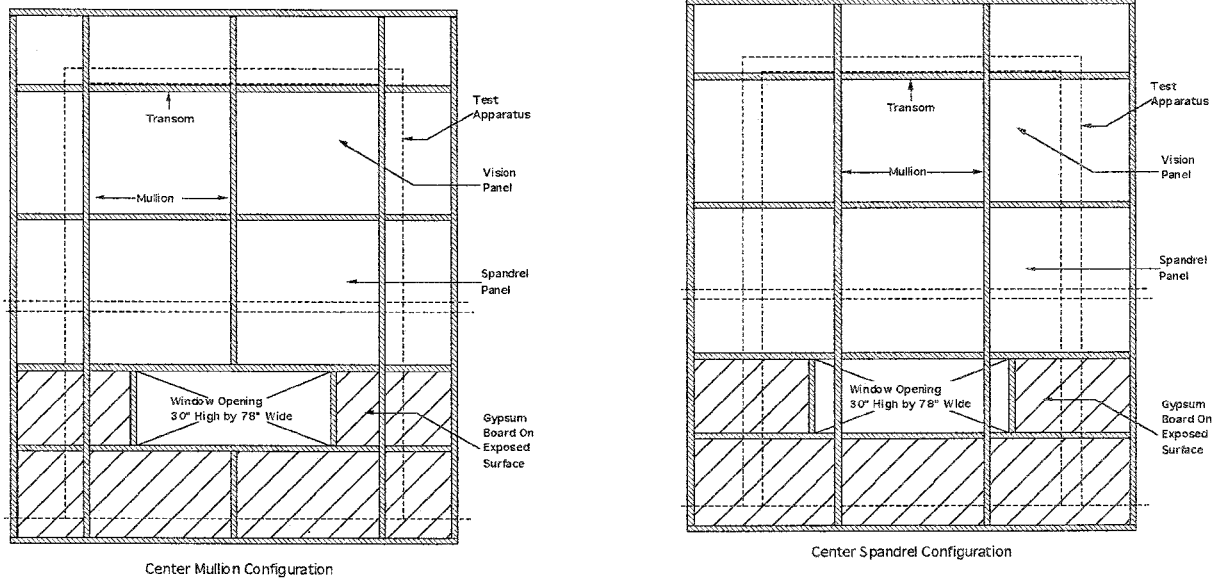 Transom
Test
Apparatus
Vision
Panel
Mullion
Spandrel
Panel
Window Opening
30" High by 78" Wide
Gypsum
Board On
Exposed
Surface
Center Mullion Configuration
Transom
Test
Apparatus
Vision
Panel
Mullion
Spandrel
Panel
Window Opening
30" High by 78" Wide
Gypsum
Board On
Exposed
Surface
Center Spandrel Configuration